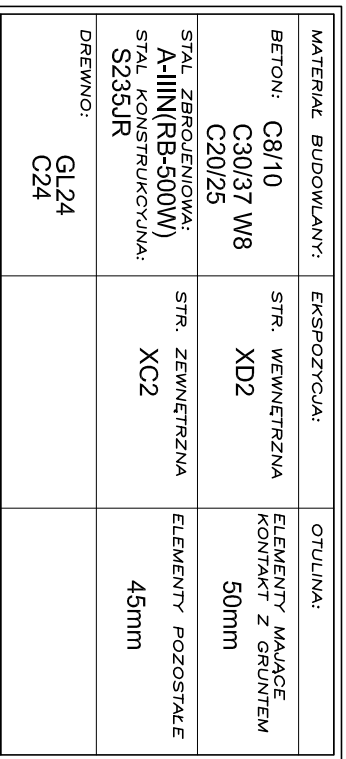 MATERIAŁ BUDOWLANY:
EKSPOZYCJA:
OTULINA:
BETON: C8/10
C30/37 W8
C20/25
STR. WEWNĘTRZNA
XD2
ELEMENTY MAJĄCE
KONTAKT Z GRUNTEM
50mm
STAL ZBROJENIOWA:
A-IIIN(RB-500W)
STAL KONSTRUKCYJNA:
S235JR
STR. ZEWNĘTRZNA
XC2
ELEMENTY POZOSTAŁE
45mm
DREWNO:
GL24
C24